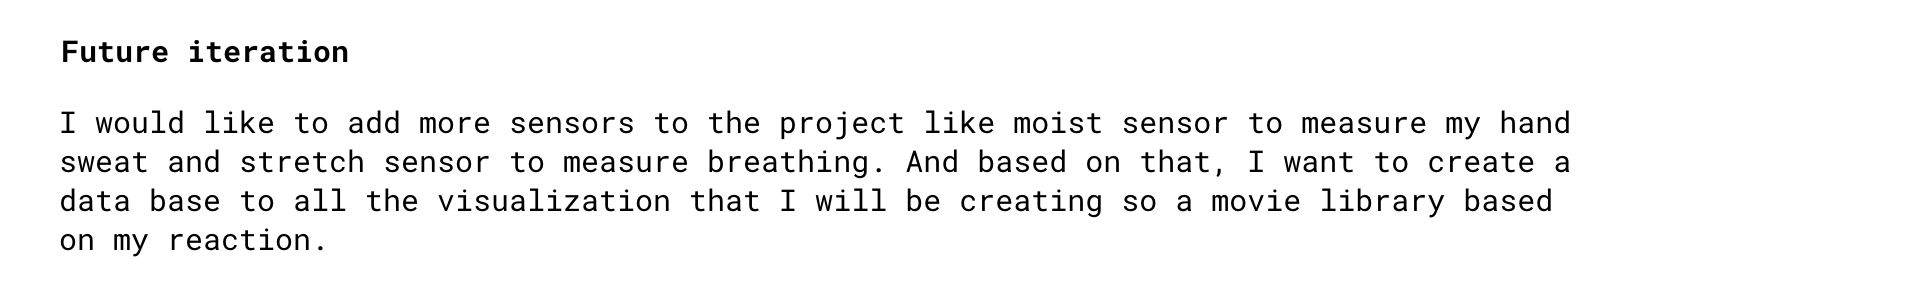 Future iteration
I would like to add more sensors to the project like moist sensor to measure my hand
sweat and stretch sensor to measure breathing. And based on that, I want to create a
data base to all the visualization that I will be creating so a movie library based
on my reaction.